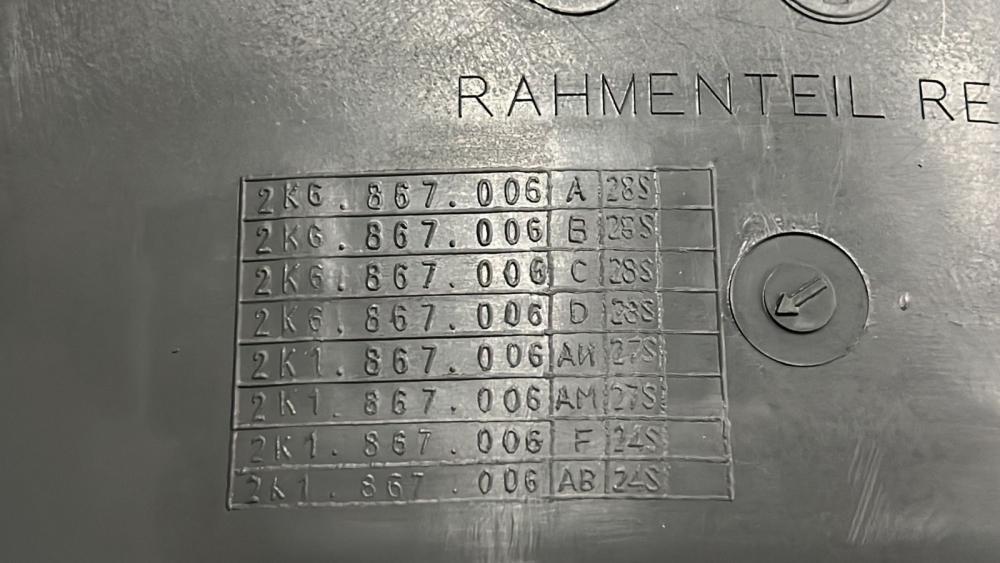 RAHMENTEIL RE
2K6.867.006 A 28S
2K6.867.006 B 28S
2K6.867.006 C 28S
2K6.867.006 D 28S
2K1.867.006 AN 27S
2K1.867.006 AM 27S
2K1.867.006 F 24S
2K1.867.006 AB 24S